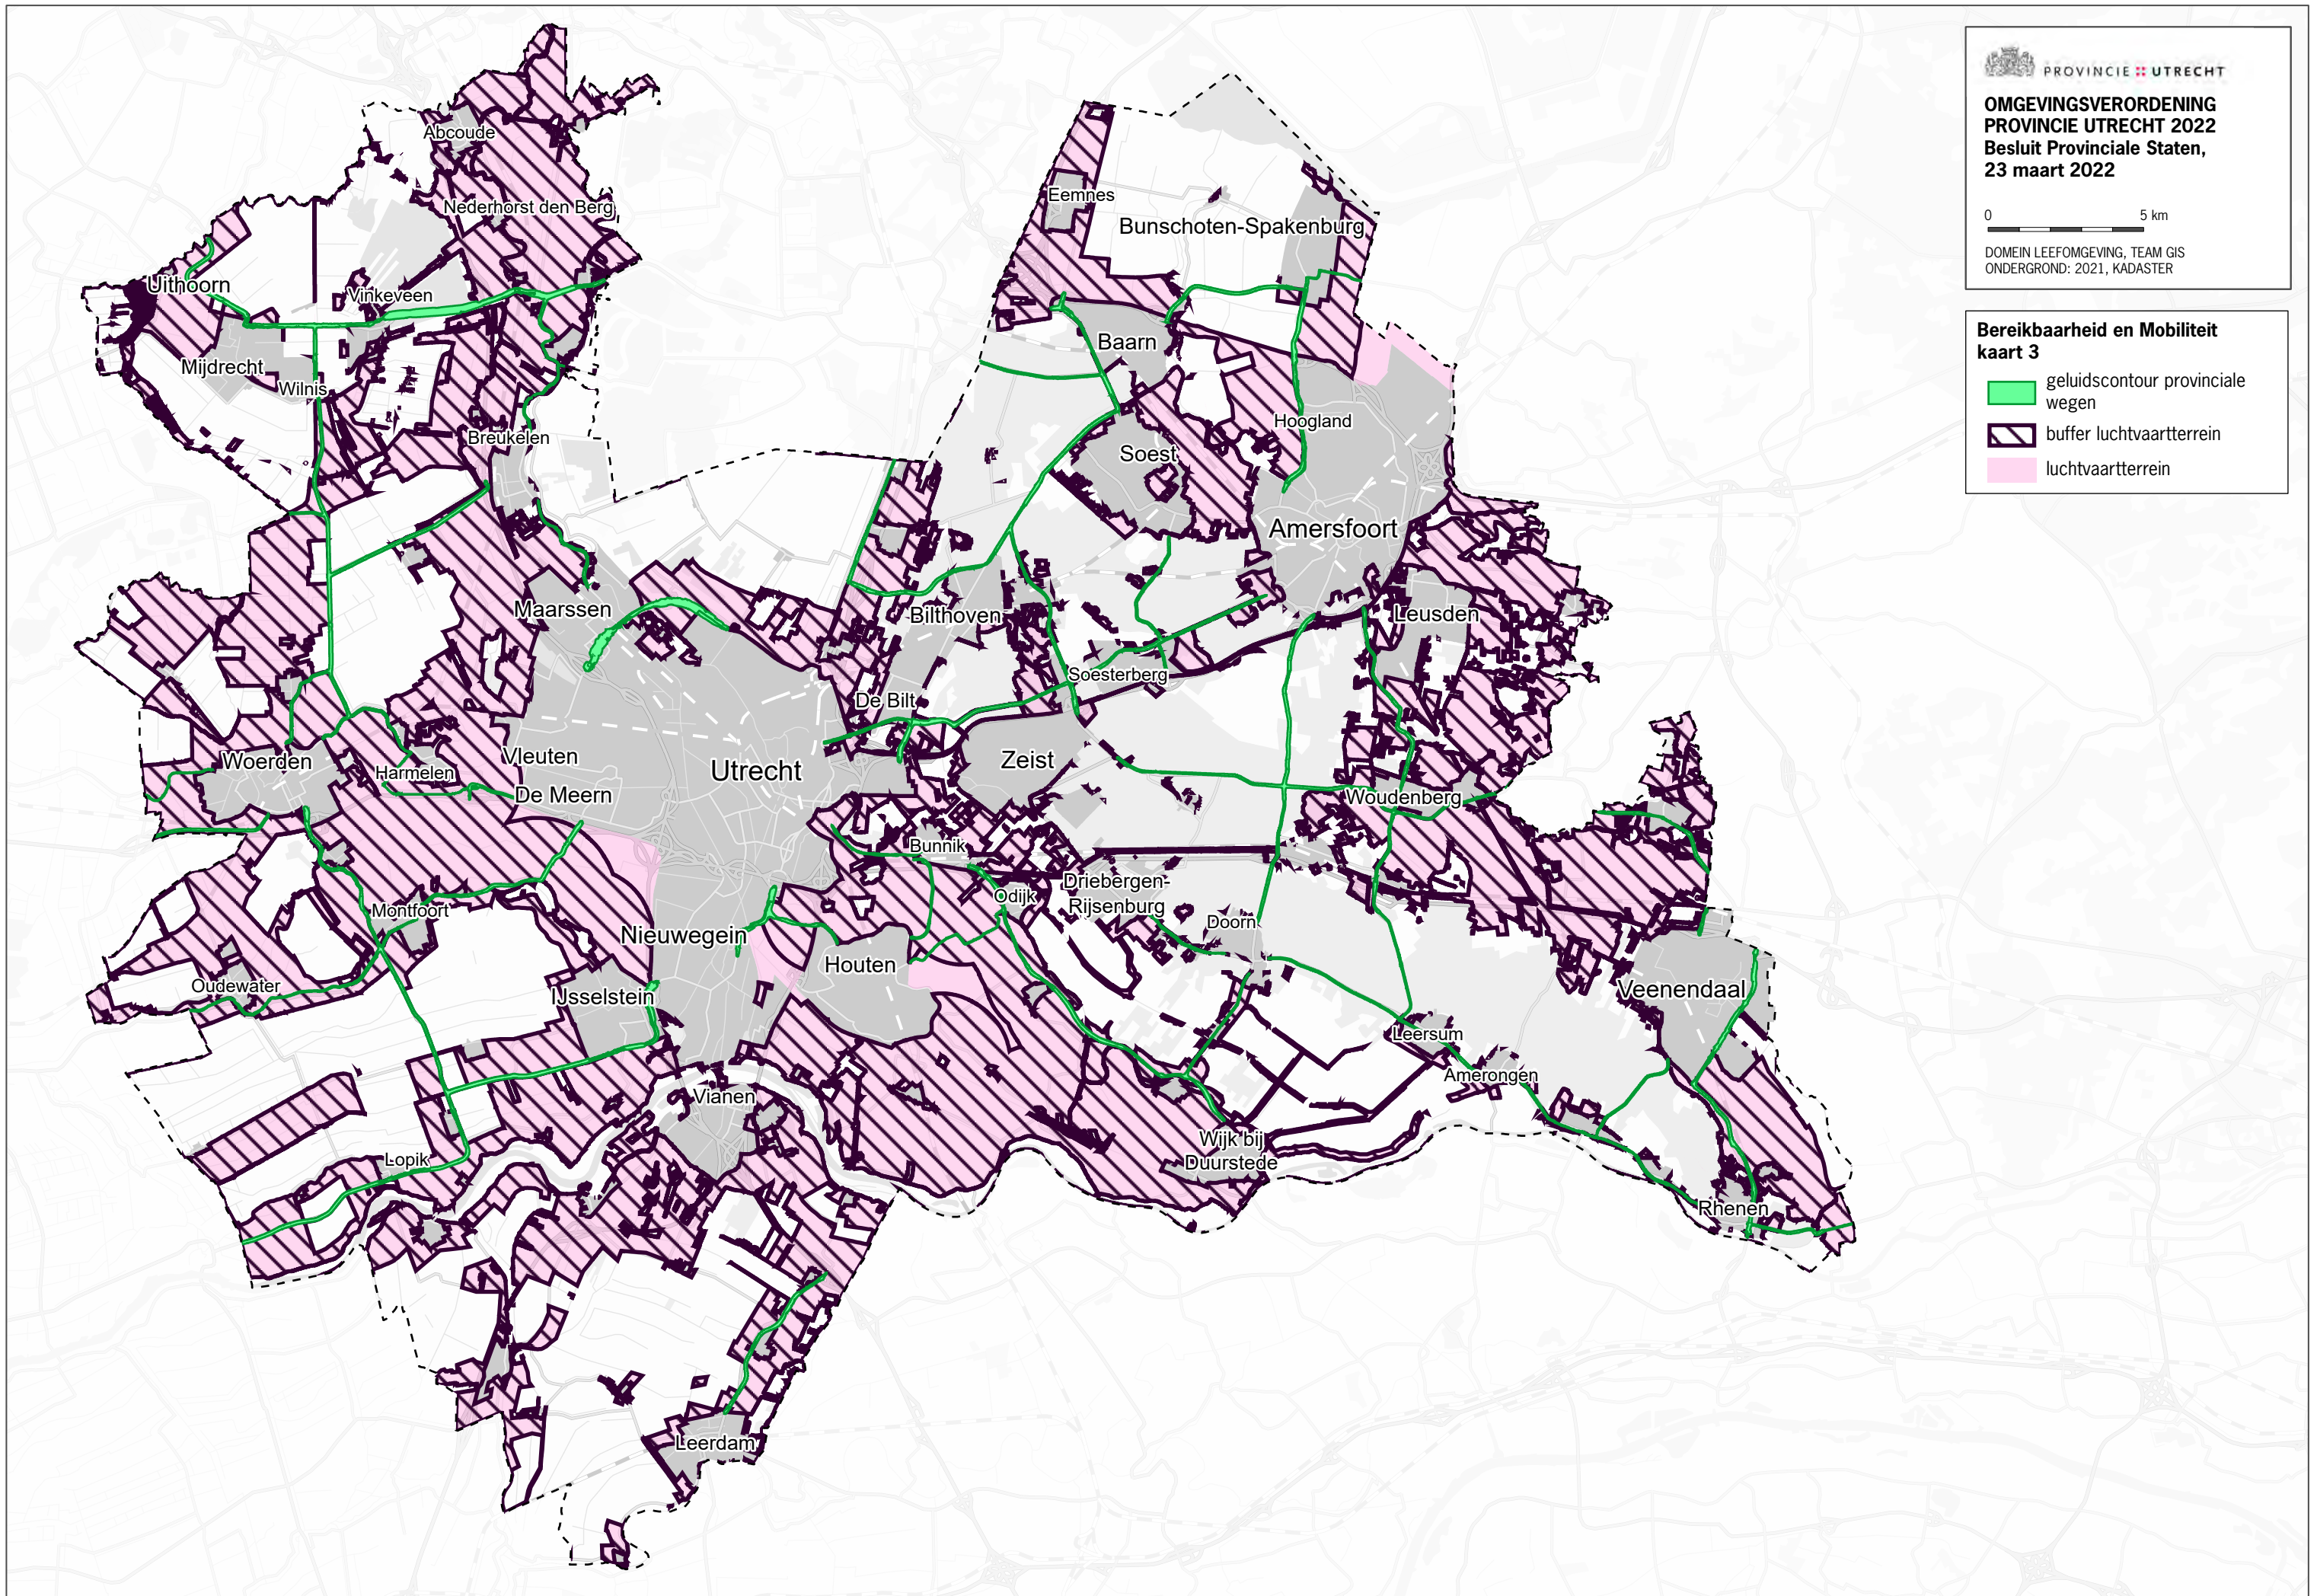 PROVINCIE UTRECHT
OMGEVINGSVERORDENING
PROVINCIE UTRECHT 2022
Besluit Provinciale Staten,
23 maart 2022
0 5 km
DOMEIN LEEFOMGEVING, TEAM GIS
ONDERGROND: 2021, KADASTER
Bereikbaarheid en Mobiliteit
kaart 3
geluidscontour provinciale
wegen
buffer luchtvaartterrein
luchtvaartterrein
Abcoude
Nederhorst den Berg
Eemnes
Bunschoten-Spakenburg
Uithoorn
Vinkeveen
Baarn
Mijdrecht
Wilnis
Hoogland
Breukelen
Soest
Amersfoort
Maarssen
Bilthoven
Leusden
Soesterberg
De Bilt
Vleuten
Woerden
Harmelen
Utrecht
Zeist
De Meern
Woudenberg
Bunnik
Driebergen-
Rijsenburg
Odijk
Montfoort
Doorn
Nieuwegein
Houten
Oudewater
IJsselstein
Veenendaal
Leersum
Amerongen
Vianen
Wijk bij
Duurstede
Lopik
Rhenen
Leerdam